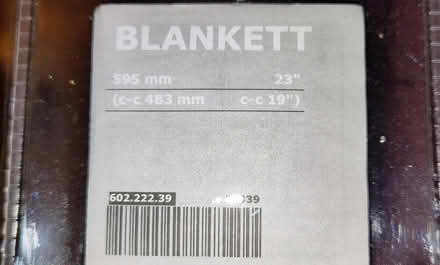 BLANKETT
595 mm 23"
(c-c 483 mm c-c 19")
602.222.39